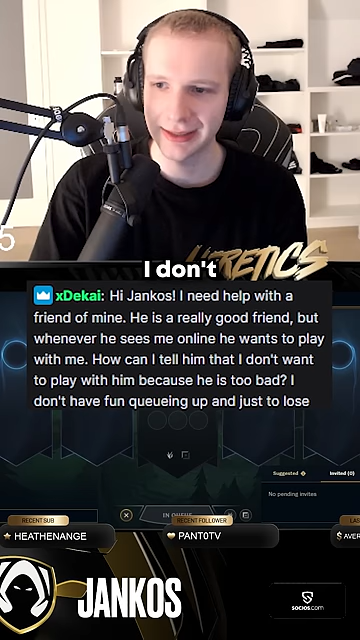 5
HERETICS
I don't
xDekai: Hi Jankos! I need help with a
friend of mine. He is a really good friend, but
whenever he sees me online he wants to play
with me. How can I tell him that I don't want
to play with him because he is too bad? I
don't have fun queueing up and just to lose
Suggested
Invited (0)
No pending invites
IN QUEUE
RECENT SUB
HEATHENANGE
RECENT FOLLOWER
PANT0TV
LAS
$ AVER
JANKOS
socios.com